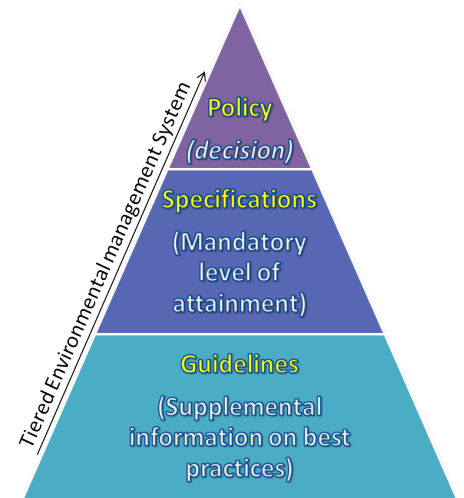 Tiered Environmental management System
Policy
(decision)
Specifications
(Mandatory
level of
attainment)
Guidelines
(Supplemental
information on best
practices)